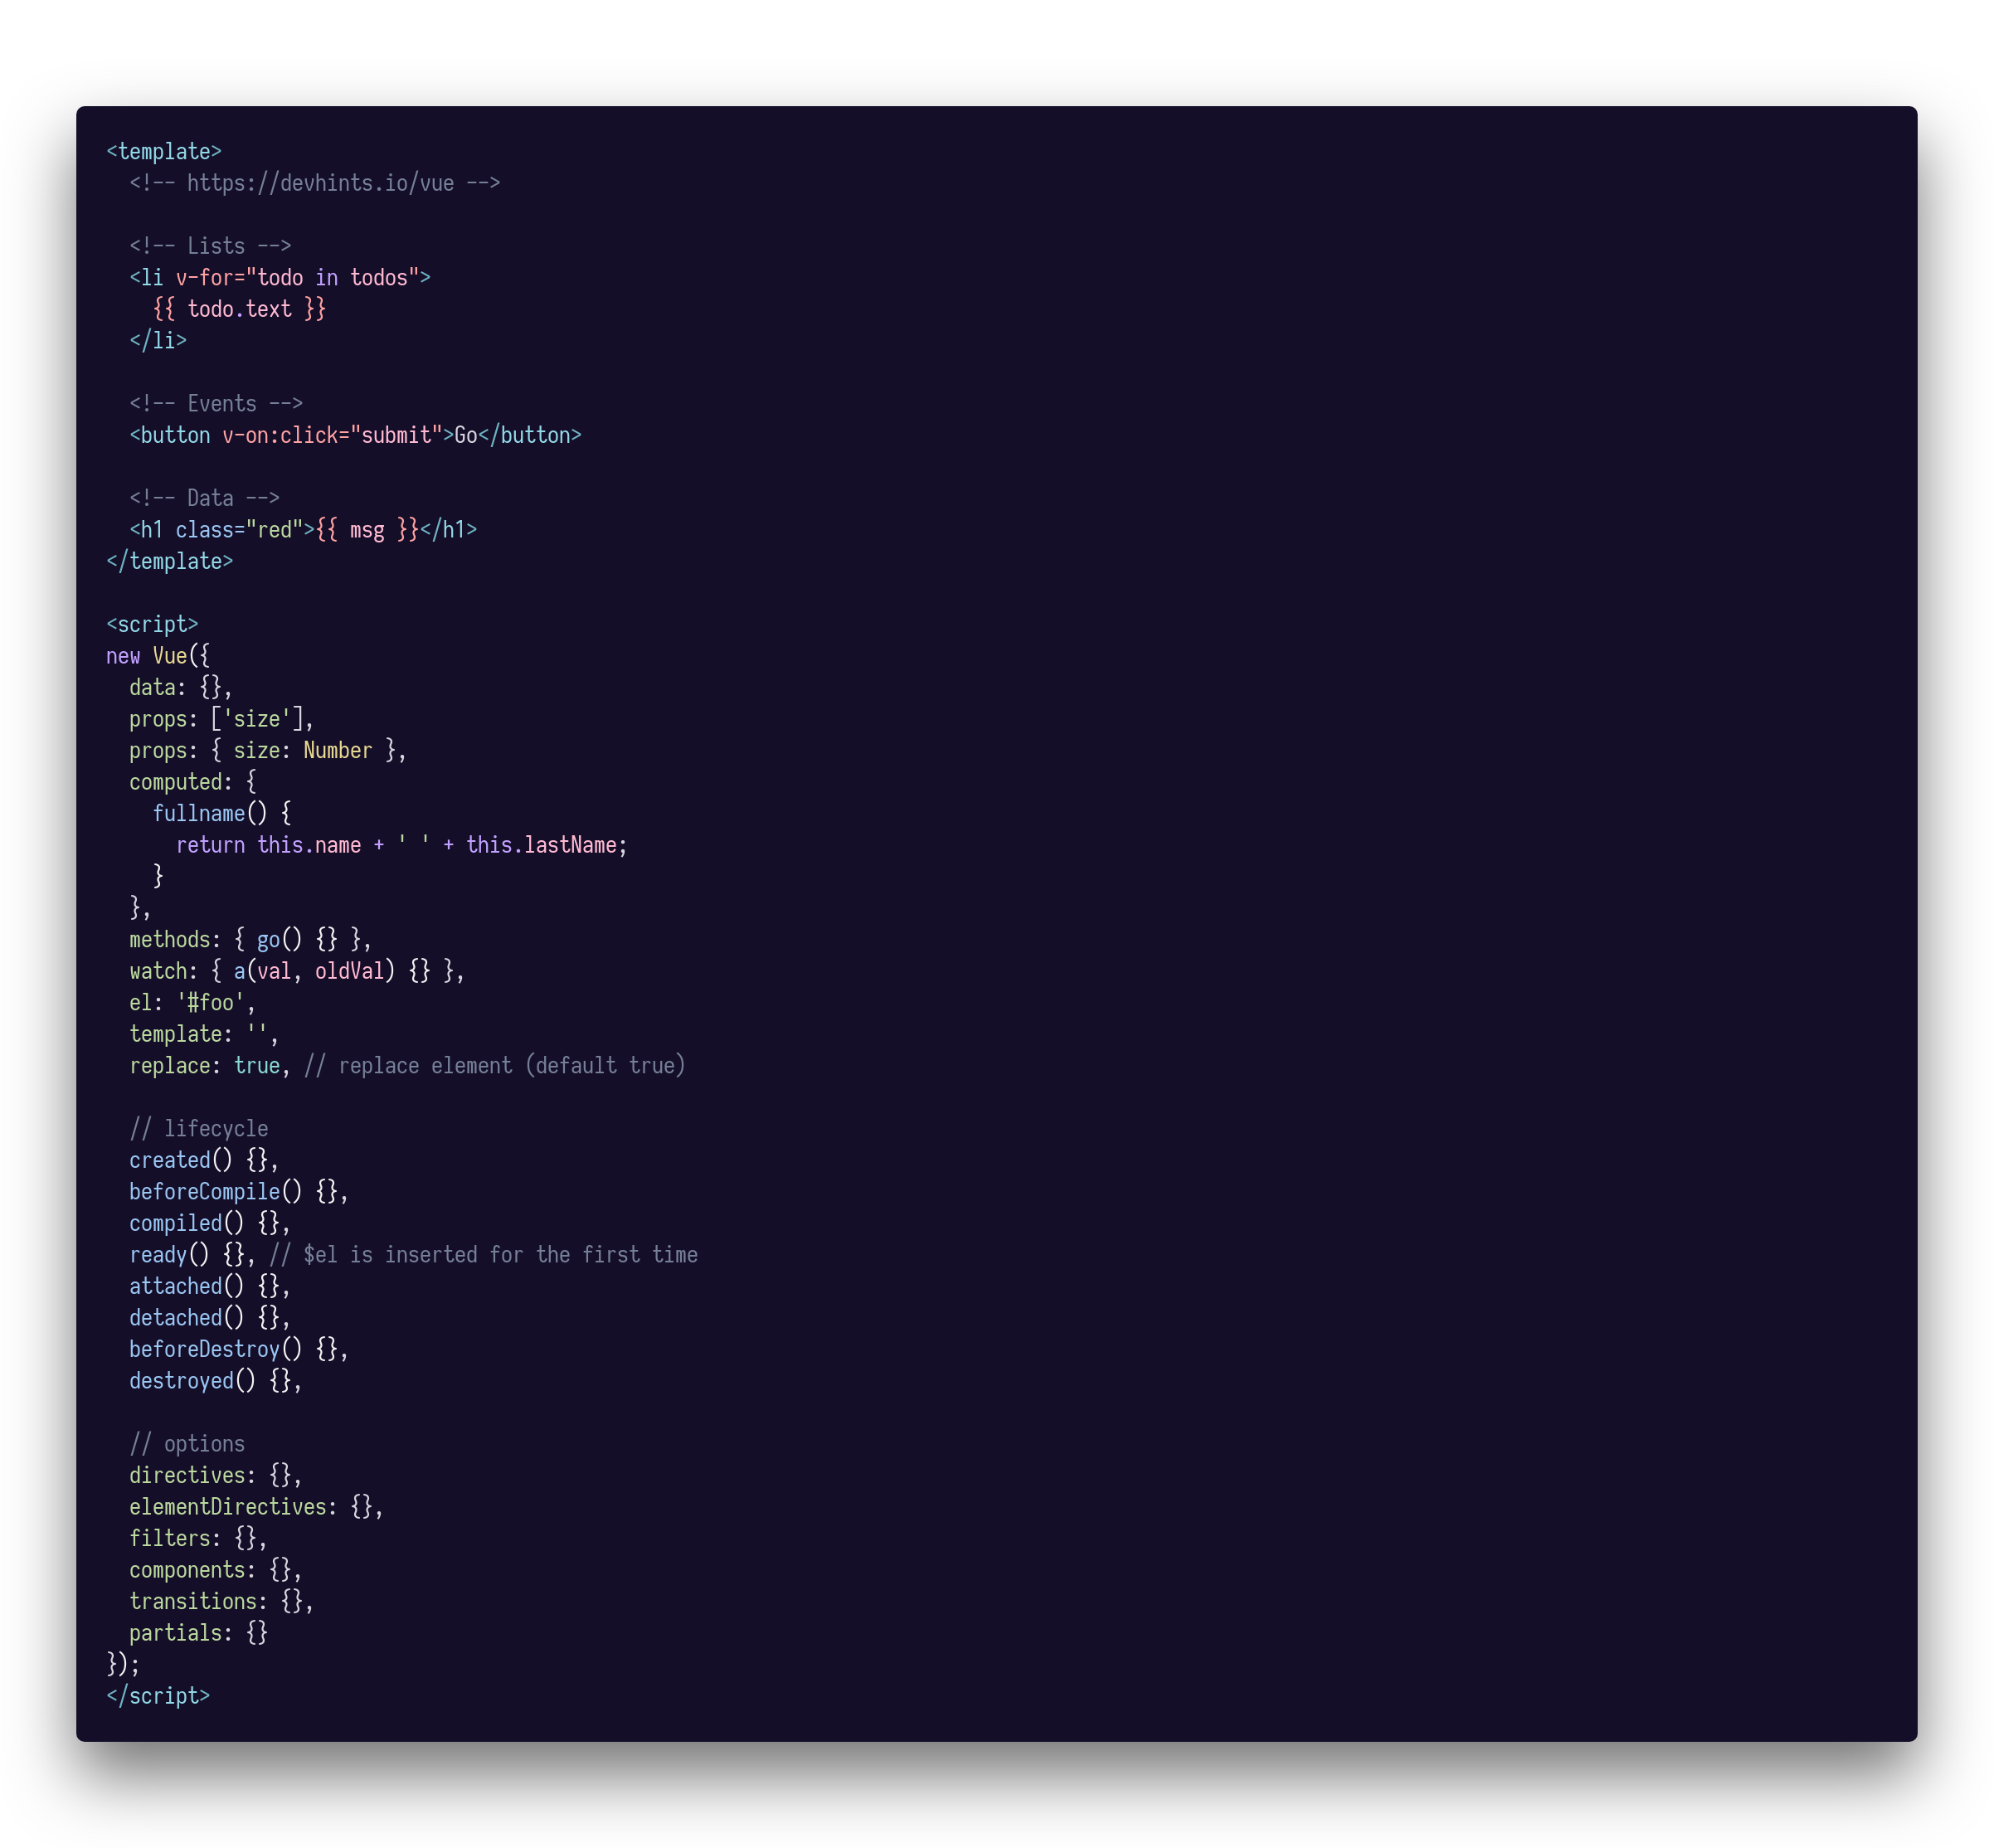 <template>
  <!-- https://devhints.io/vue -->

  <!-- Lists -->
  <li v-for="todo in todos">
    {{ todo.text }}
  </li>

  <!-- Events -->
  <button v-on:click="submit">Go</button>

  <!-- Data -->
  <h1 class="red">{{ msg }}</h1>
</template>

<script>
new Vue({
  data: {},
  props: ['size'],
  props: { size: Number },
  computed: {
    fullname() {
      return this.name + ' ' + this.lastName;
    }
  },
  methods: { go() {} },
  watch: { a(val, oldVal) {} },
  el: '#foo',
  template: '',
  replace: true, // replace element (default true)

  // lifecycle
  created() {},
  beforeCompile() {},
  compiled() {},
  ready() {}, // $el is inserted for the first time
  attached() {},
  detached() {},
  beforeDestroy() {},
  destroyed() {},

  // options
  directives: {},
  elementDirectives: {},
  filters: {},
  components: {},
  transitions: {},
  partials: {}
});
</script>